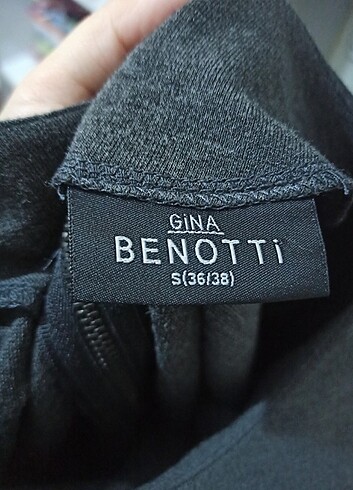 GiNA
BENOTTi
S(36/38)